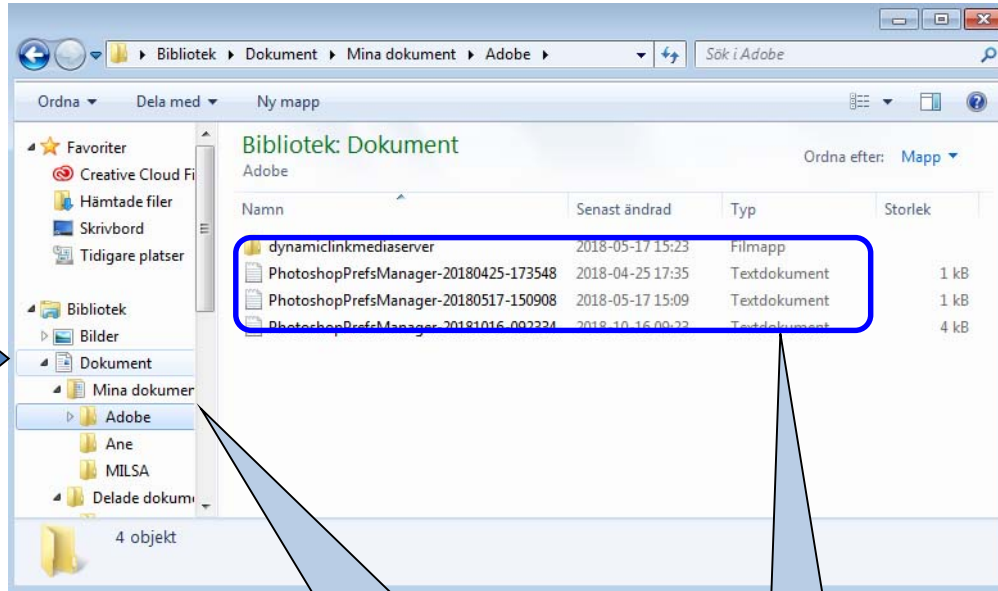 Bibliotek Dokument Mina dokument Adobe Sök i Adobe
Ordna Dela med Ny mapp
Favoriter
Creative Cloud Fi
Hämtade filer
Skrivbord
Tidigare platser
Bibliotek
Bilder
Dokument
Mina dokumen
Adobe
Ane
MILSA
Delade dokum
Bibliotek: Dokument
Adobe
Ordna efter: Mapp
Namn Senast ändrad Typ Storlek
dynamiclinkmediaserver 2018-05-17 15:23 Filmapp
PhotoshopPrefsManager-20180425-173548 2018-04-25 17:35 Textdokument 1 kB
PhotoshopPrefsManager-20180517-150908 2018-05-17 15:09 Textdokument 1 kB
PhotoshopPrefsManager-20181016-092334 2018-10-16 09:23 Textdokument 4 kB
4 objekt